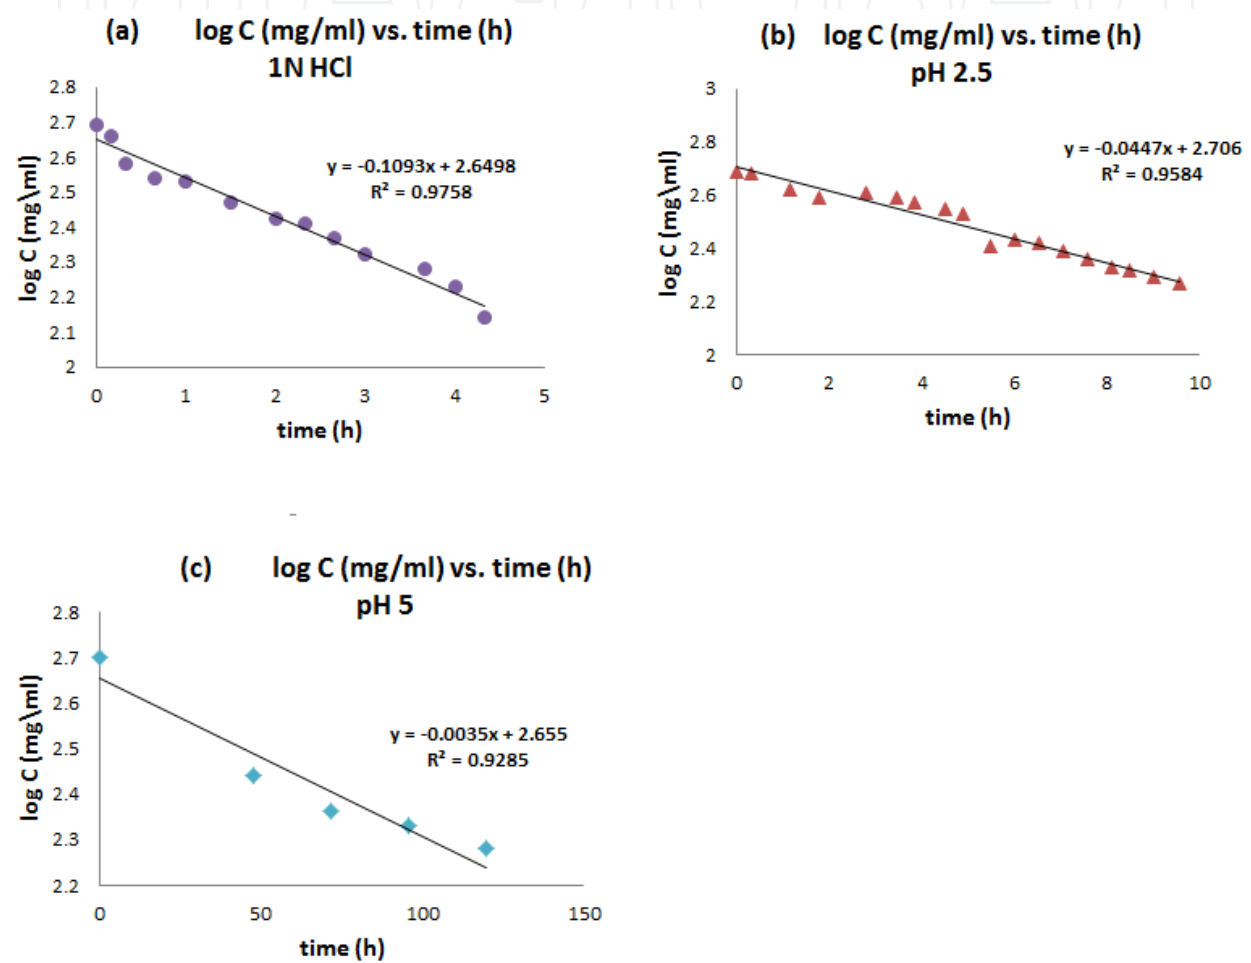 (a) log C (mg/ml) vs. time (h)
1N HCl
2.8
2.7
2.6
2.5
2.4
2.3
2.2
2.1
2
log C (mg\ml)
y = -0.1093x + 2.6498
R² = 0.9758
0 1 2 3 4 5
time (h)
(b) log C (mg/ml) vs. time (h)
pH 2.5
3
2.8
2.6
2.4
2.2
2
log C (mg\ml)
y = -0.0447x + 2.706
R² = 0.9584
0 2 4 6 8 10
time (h)
(c) log C (mg/ml) vs. time (h)
pH 5
2.8
2.7
2.6
2.5
2.4
2.3
2.2
log C (mg\ml)
y = -0.0035x + 2.655
R² = 0.9285
0 50 100 150
time (h)